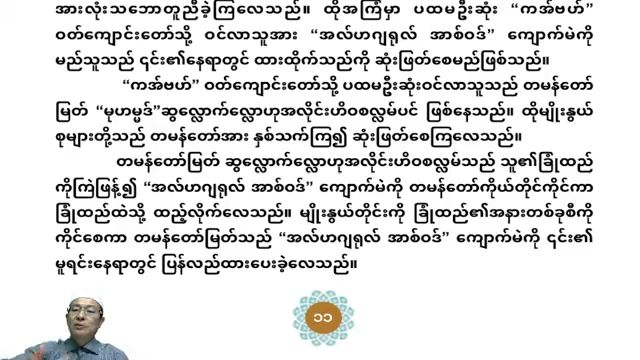 အားလုံးသဘောတူညီခဲ့ကြလေသည်။ ထိုအကြံမှာ ပထမဦးဆုံး “ကအ်ဗဟ်”
ဝတ်ကျောင်းတော်သို့ ဝင်လာသူအား “အလ်ဟဂျရုလ် အာစ်ဝဒ်” ကျောက်မဲကို
မည်သူသည် ၎င်း၏နေရာတွင် ထားထိုက်သည်ကို ဆုံးဖြတ်စေမည်ဖြစ်သည်။
“ကအ်ဗဟ်” ဝတ်ကျောင်းတော်သို့ ပထမဦးဆုံးဝင်လာသူသည် တမန်တော်
မြတ် “မုဟမ္မဒ်”ဆွလ္လောက်လ္လောဟုအလိုင်းဟိဝစလ္လမ်ပင် ဖြစ်နေသည်။ ထိုမျိုးနွယ်
စုများတို့သည် တမန်တော်အား နှစ်သက်ကြ၍ ဆုံးဖြတ်စေကြလေသည်။
တမန်တော်မြတ် ဆွလ္လောက်လ္လောဟုအလိုင်းဟိဝစလ္လမ်သည် သူ၏ခြုံထည်
ကိုကြဲဖြန့်၍ “အလ်ဟဂျရုလ် အာစ်ဝဒ်” ကျောက်မဲကို တမန်တော်ကိုယ်တိုင်ကိုင်ကာ
ခြုံထည်ထဲသို့ ထည့်လိုက်လေသည်။ မျိုးနွယ်တိုင်းကို ခြုံထည်၏အနားတစ်ခုစီကို
ကိုင်စေကာ တမန်တော်မြတ်သည် “အလ်ဟဂျရုလ် အာစ်ဝဒ်” ကျောက်မဲကို ၎င်း၏
မူရင်းနေရာတွင် ပြန်လည်ထားပေးခဲ့လေသည်။
၁၁